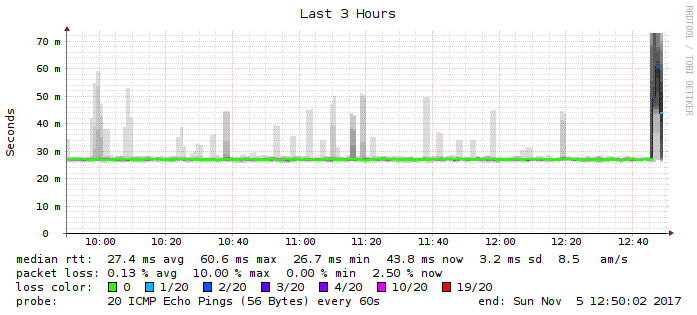 Last 3 Hours
RRDTOOL / TOBI OETIKER
Seconds
70 m
60 m
50 m
40 m
30 m
20 m
10 m
0
10:00 10:20 10:40 11:00 11:20 11:40 12:00 12:20 12:40
median rtt: 27.4 ms avg 60.6 ms max 26.7 ms min 43.8 ms now 3.2 ms sd 8.5 am/s
packet loss: 0.13 % avg 10.00 % max 0.00 % min 2.50 % now
loss color: 0 1/20 2/20 3/20 4/20 10/20 19/20
probe: 20 ICMP Echo Pings (56 Bytes) every 60s end: Sun Nov 5 12:50:02 2017